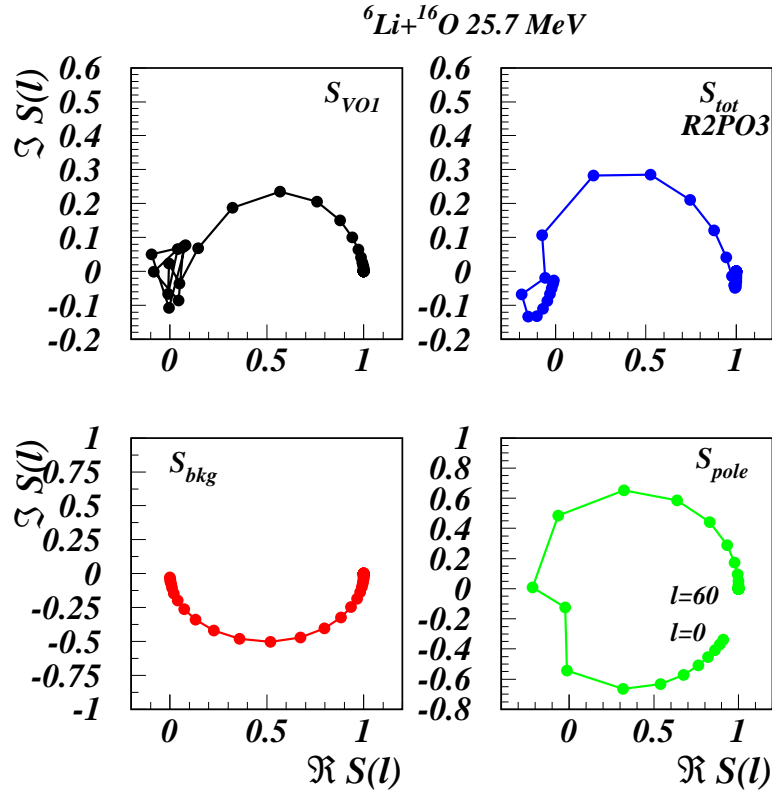 ⁶Li+¹⁶O 25.7 MeV
ℑ S(l)
0.6
0.5
0.4
0.3
0.2
0.1
0
-0.1
-0.2
S_VO1
0 0.5 1
0.6
0.5
0.4
0.3
0.2
0.1
0
-0.1
-0.2
S_tot
R2PO3
0 0.5 1
ℑ S(l)
1
0.75
0.5
0.25
0
-0.25
-0.5
-0.75
-1
S_bkg
0 0.5 1
ℜ S(l)
1
0.8
0.6
0.4
0.2
0
-0.2
-0.4
-0.6
-0.8
S_pole
l=60
l=0
0 0.5 1
ℜ S(l)